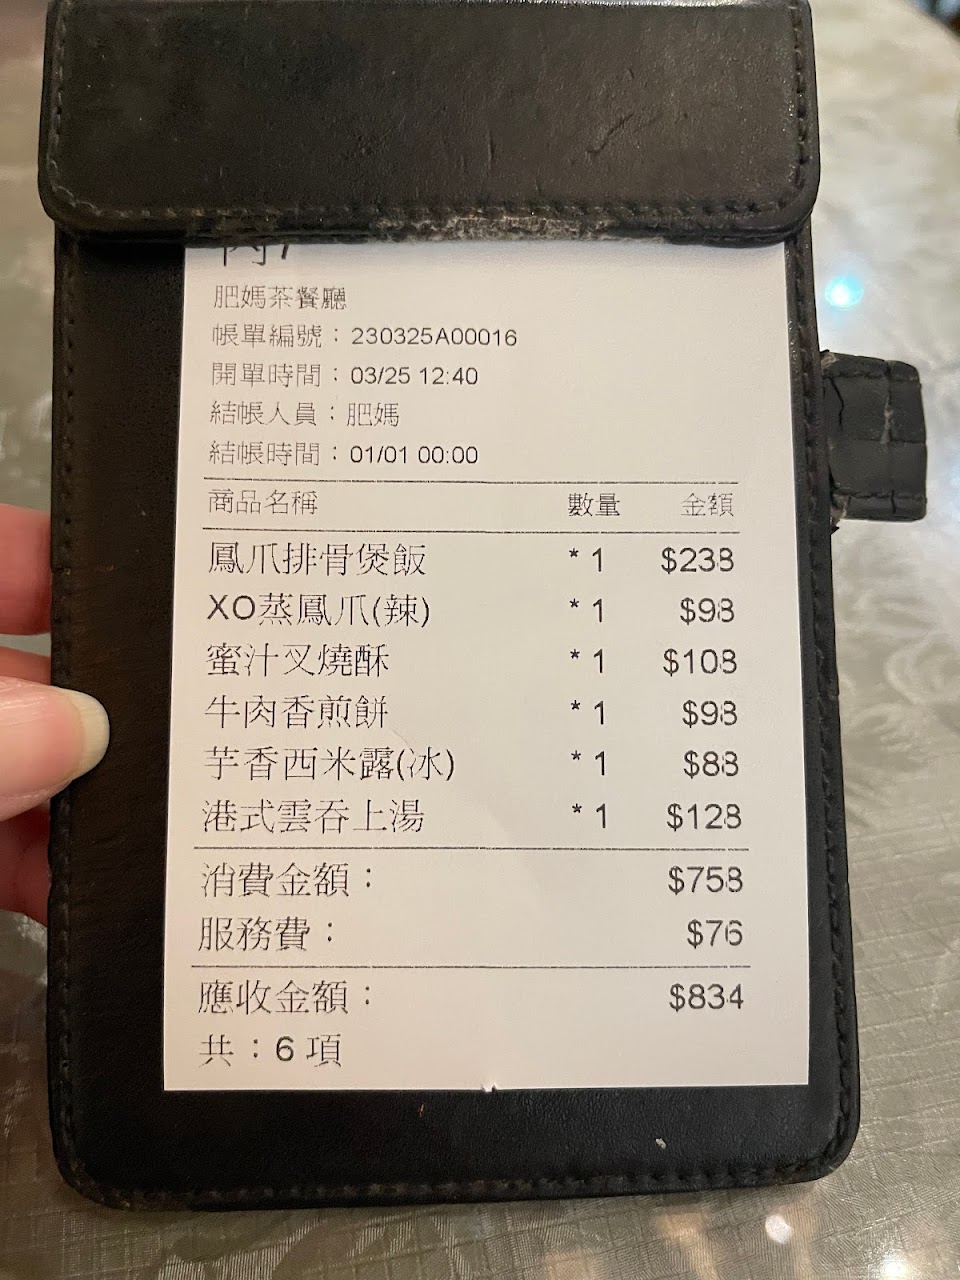 內7
肥媽茶餐廳
帳單編號：230325A00016
開單時間：03/25 12:40
結帳人員：肥媽
結帳時間：01/01 00:00
商品名稱 數量 金額
鳳爪排骨煲飯 * 1 $238
XO蒸鳳爪(辣) * 1 $98
蜜汁叉燒酥 * 1 $108
牛肉香煎餅 * 1 $98
芋香西米露(冰) * 1 $88
港式雲吞上湯 * 1 $128
消費金額： $758
服務費： $76
應收金額： $834
共：6 項